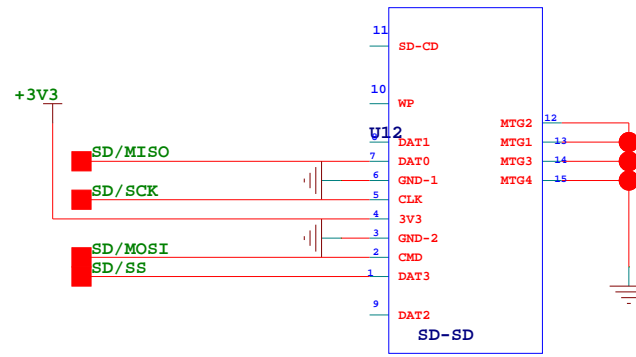 11
SD-CD
10
WP
+3V3
12
MTG2
U12
8
DAT1
13
MTG1
SD/MISO
7
DAT0
14
MTG3
6
GND-1
15
MTG4
SD/SCK
5
CLK
4
3V3
3
GND-2
SD/MOSI
2
CMD
SD/SS
1
DAT3
9
DAT2
SD-SD